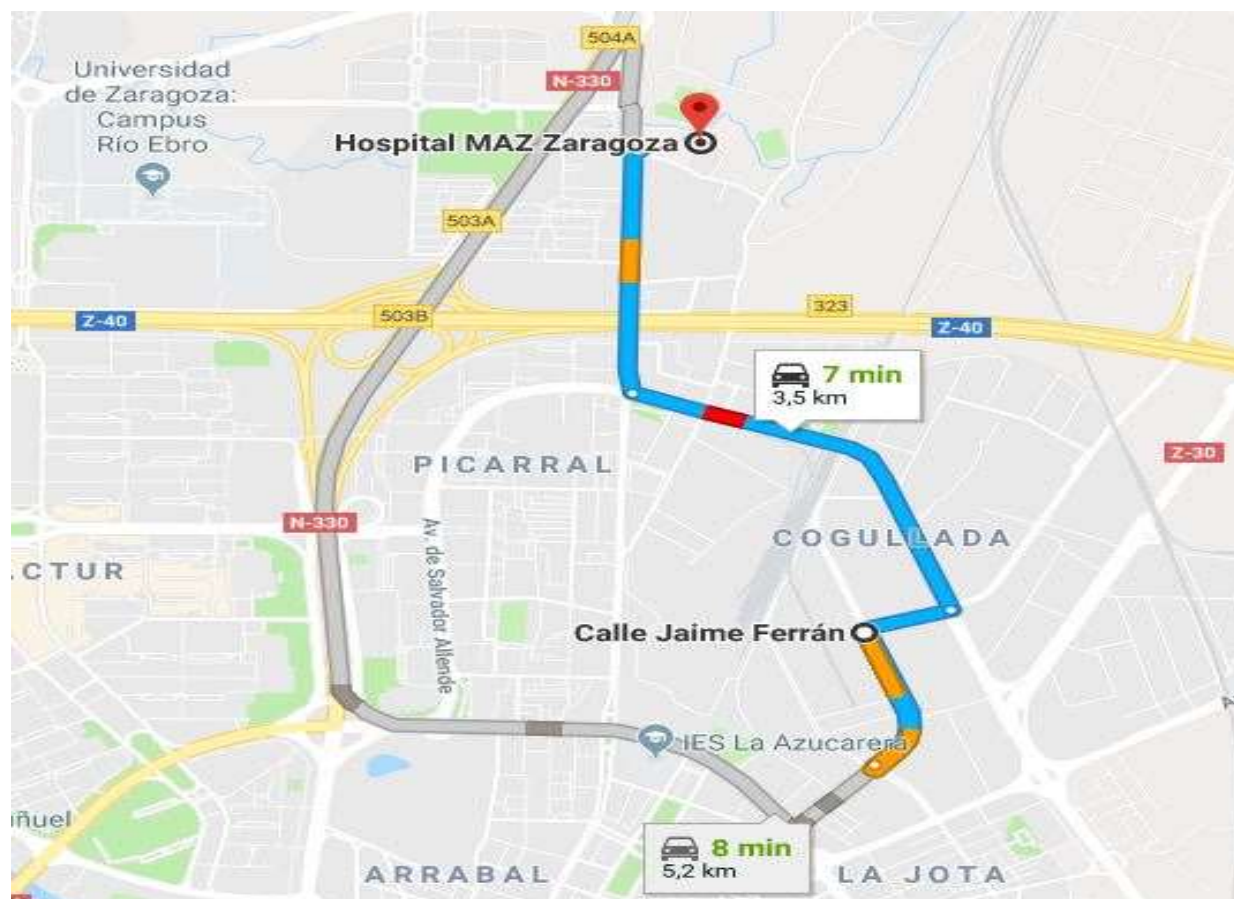 504A
Universidad
de Zaragoza:
Campus
Río Ebro
N-330
Hospital MAZ Zaragoza
503A
323
Z-40
503B
Z-40
7 min
3,5 km
PICARRAL
Z-30
N-330
COGULLADA
Av. de Salvador Allende
CTUR
Calle Jaime Ferrán
IES La Azucarera
8 min
5,2 km
ARRABAL
LA JOTA